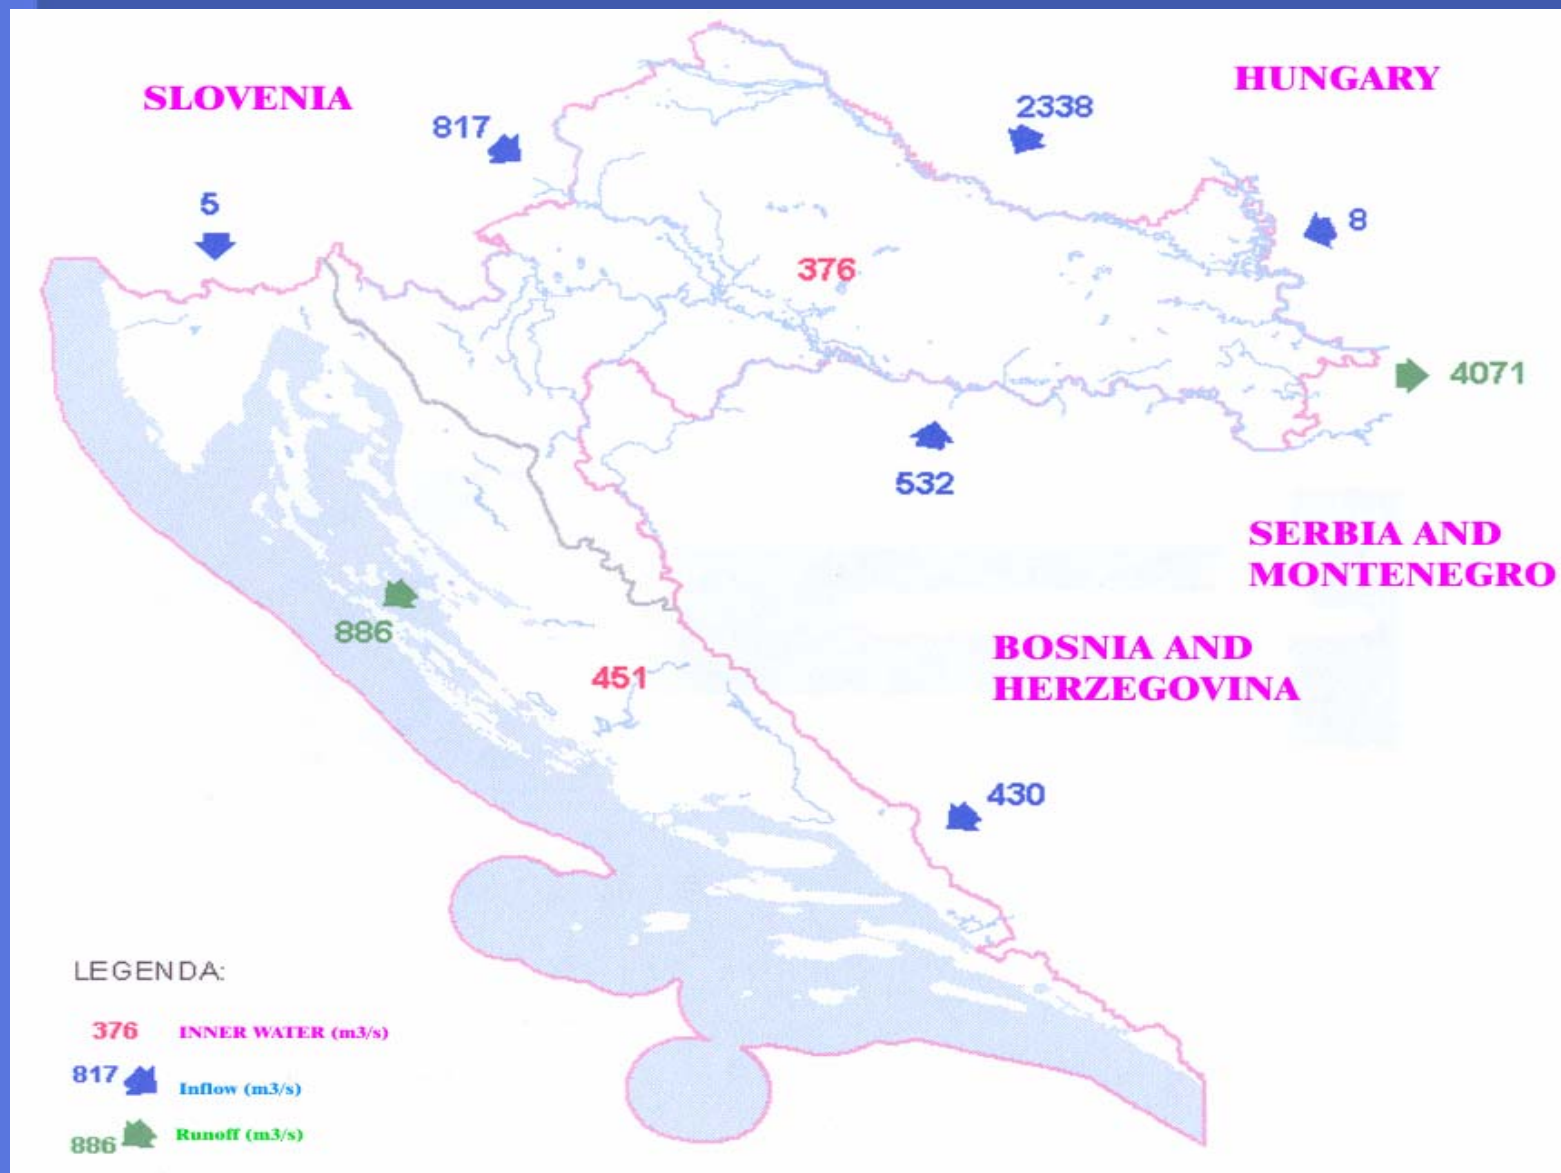 SLOVENIA
HUNGARY
817
2338
5
8
376
4071
532
SERBIA AND
MONTENEGRO
886
BOSNIA AND
HERZEGOVINA
451
430
LEGENDA:
376 INNER WATER (m3/s)
817 Inflow (m3/s)
886 Runoff (m3/s)